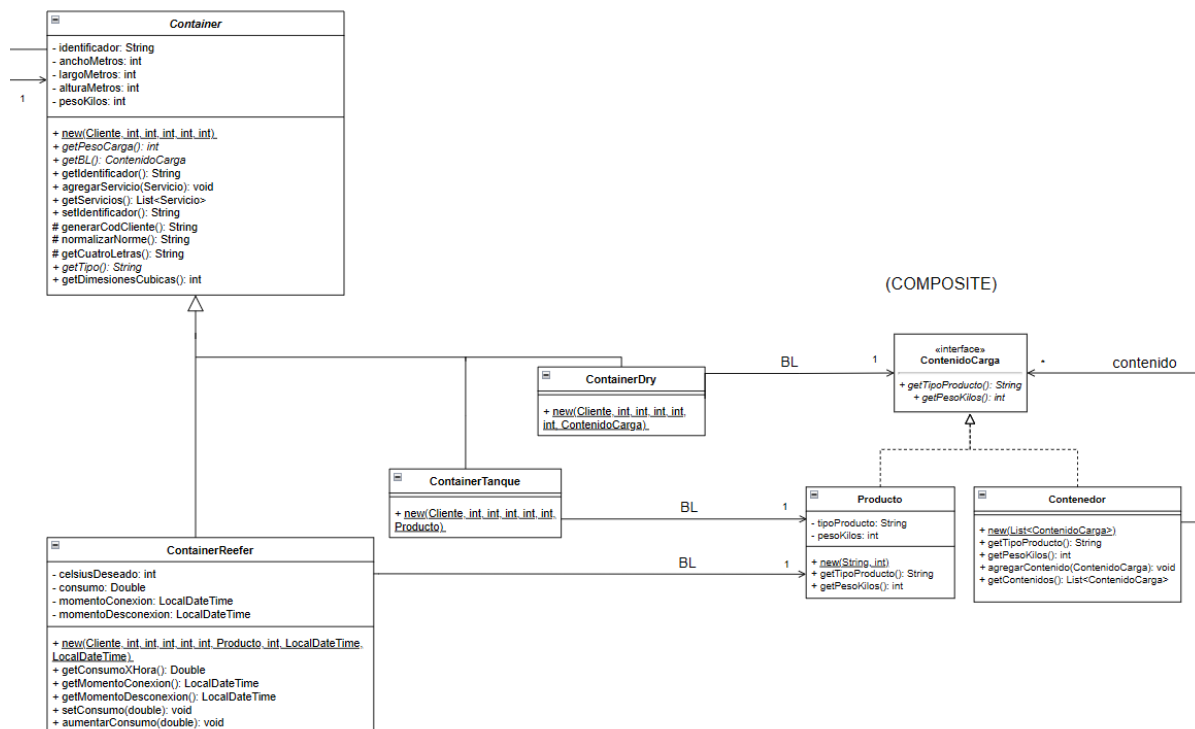 Container
- identificador: String
- anchoMetros: int
- largoMetros: int
- alturaMetros: int
- pesoKilos: int
1
+ new(Cliente, int, int, int, int, int)
+ getPesoCarga(): int
+ getBL(): ContenidoCarga
+ getIdentificador(): String
+ agregarServicio(Servicio): void
+ getServicios(): List<Servicio>
+ setIdentificador(): String
# generarCodCliente(): String
# normalizarNorme(): String
# getCuatroLetras(): String
+ getTipo(): String
+ getDimesionesCubicas(): int
(COMPOSITE)
«interface»
ContenidoCarga
+ getTipoProducto(): String
+ getPesoKilos(): int
BL
1
*
contenido
ContainerDry
+ new(Cliente, int, int, int, int,
int, ContenidoCarga)
ContainerTanque
+ new(Cliente, int, int, int, int, int,
Producto)
BL
1
Producto
- tipoProducto: String
- pesoKilos: int
+ new(String, int)
+ getTipoProducto(): String
+ getPesoKilos(): int
Contenedor
+ new(List<ContenidoCarga>)
+ getTipoProducto(): String
+ getPesoKilos(): int
+ agregarContenido(ContenidoCarga): void
+ getContenidos(): List<ContenidoCarga>
ContainerReefer
- celsiusDeseado: int
- consumo: Double
- momentoConexion: LocalDateTime
- momentoDesconexion: LocalDateTime
BL
1
+ new(Cliente, int, int, int, int, int, Producto, int, LocalDateTime,
LocalDateTime)
+ getConsumoXHora(): Double
+ getMomentoConexion(): LocalDateTime
+ getMomentoDesconexion(): LocalDateTime
+ setConsumo(double): void
+ aumentarConsumo(double): void